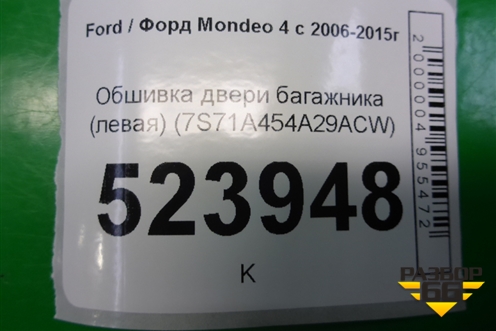 Ford / Форд Mondeo 4 с 2006-2015г
Обшивка двери багажника
(левая) (7S71A454A29ACW)
523948
К
2000004955472
РАЗБОР
66